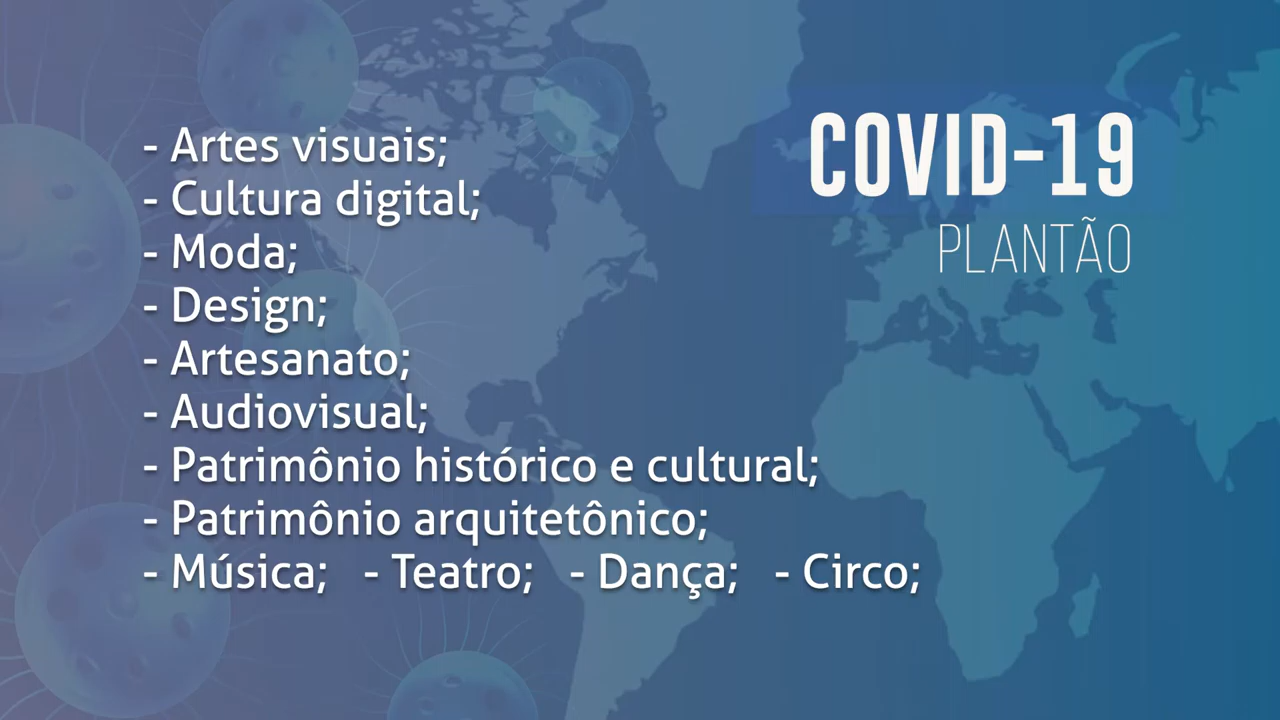 - Artes visuais;
- Cultura digital;
- Moda;
- Design;
- Artesanato;
- Audiovisual;
- Patrimônio histórico e cultural;
- Patrimônio arquitetônico;
- Música; - Teatro; - Dança; - Circo;
COVID-19
PLANTÃO